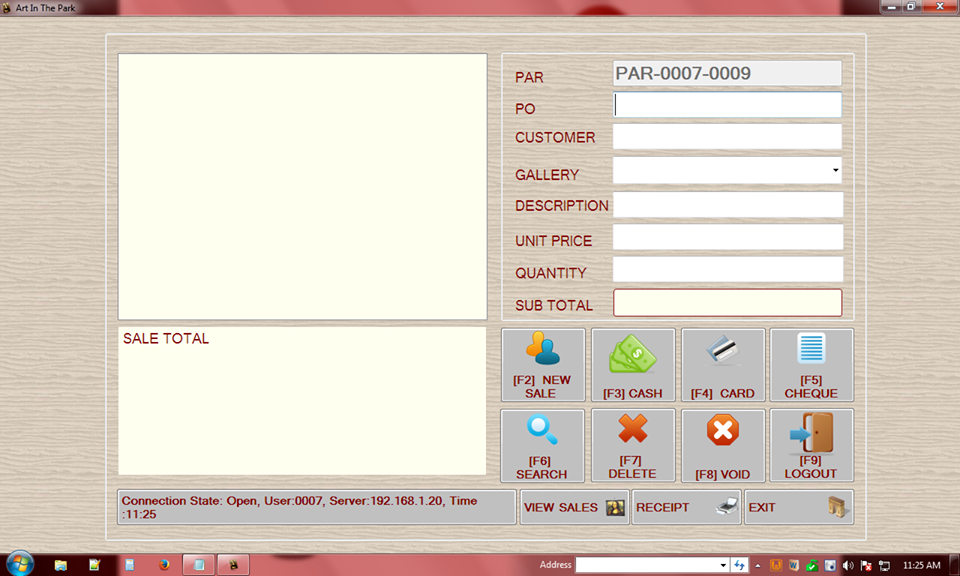 Art In The Park
PAR
PAR-0007-0009
PO
CUSTOMER
GALLERY
DESCRIPTION
UNIT PRICE
QUANTITY
SUB TOTAL
SALE TOTAL
[F2] NEW
SALE
[F3] CASH
[F4] CARD
[F5]
CHEQUE
[F6]
SEARCH
[F7]
DELETE
[F8] VOID
[F9]
LOGOUT
Connection State: Open, User:0007, Server:192.168.1.20, Time
:11:25
VIEW SALES
RECEIPT
EXIT
Address
11:25 AM